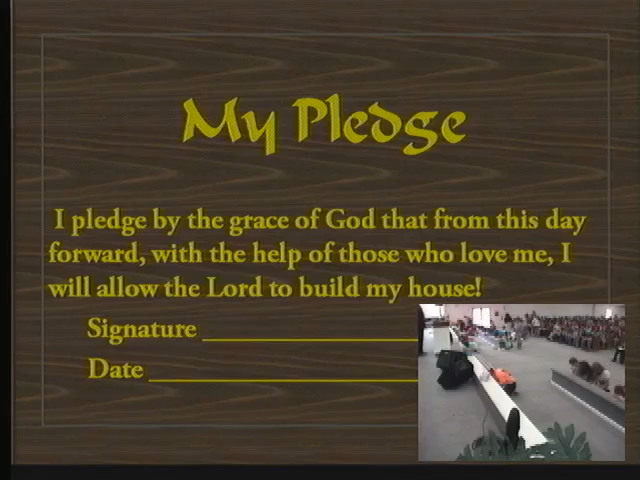 My Pledge
I pledge by the grace of God that from this day
forward, with the help of those who love me, I
will allow the Lord to build my house!
Signature
Date